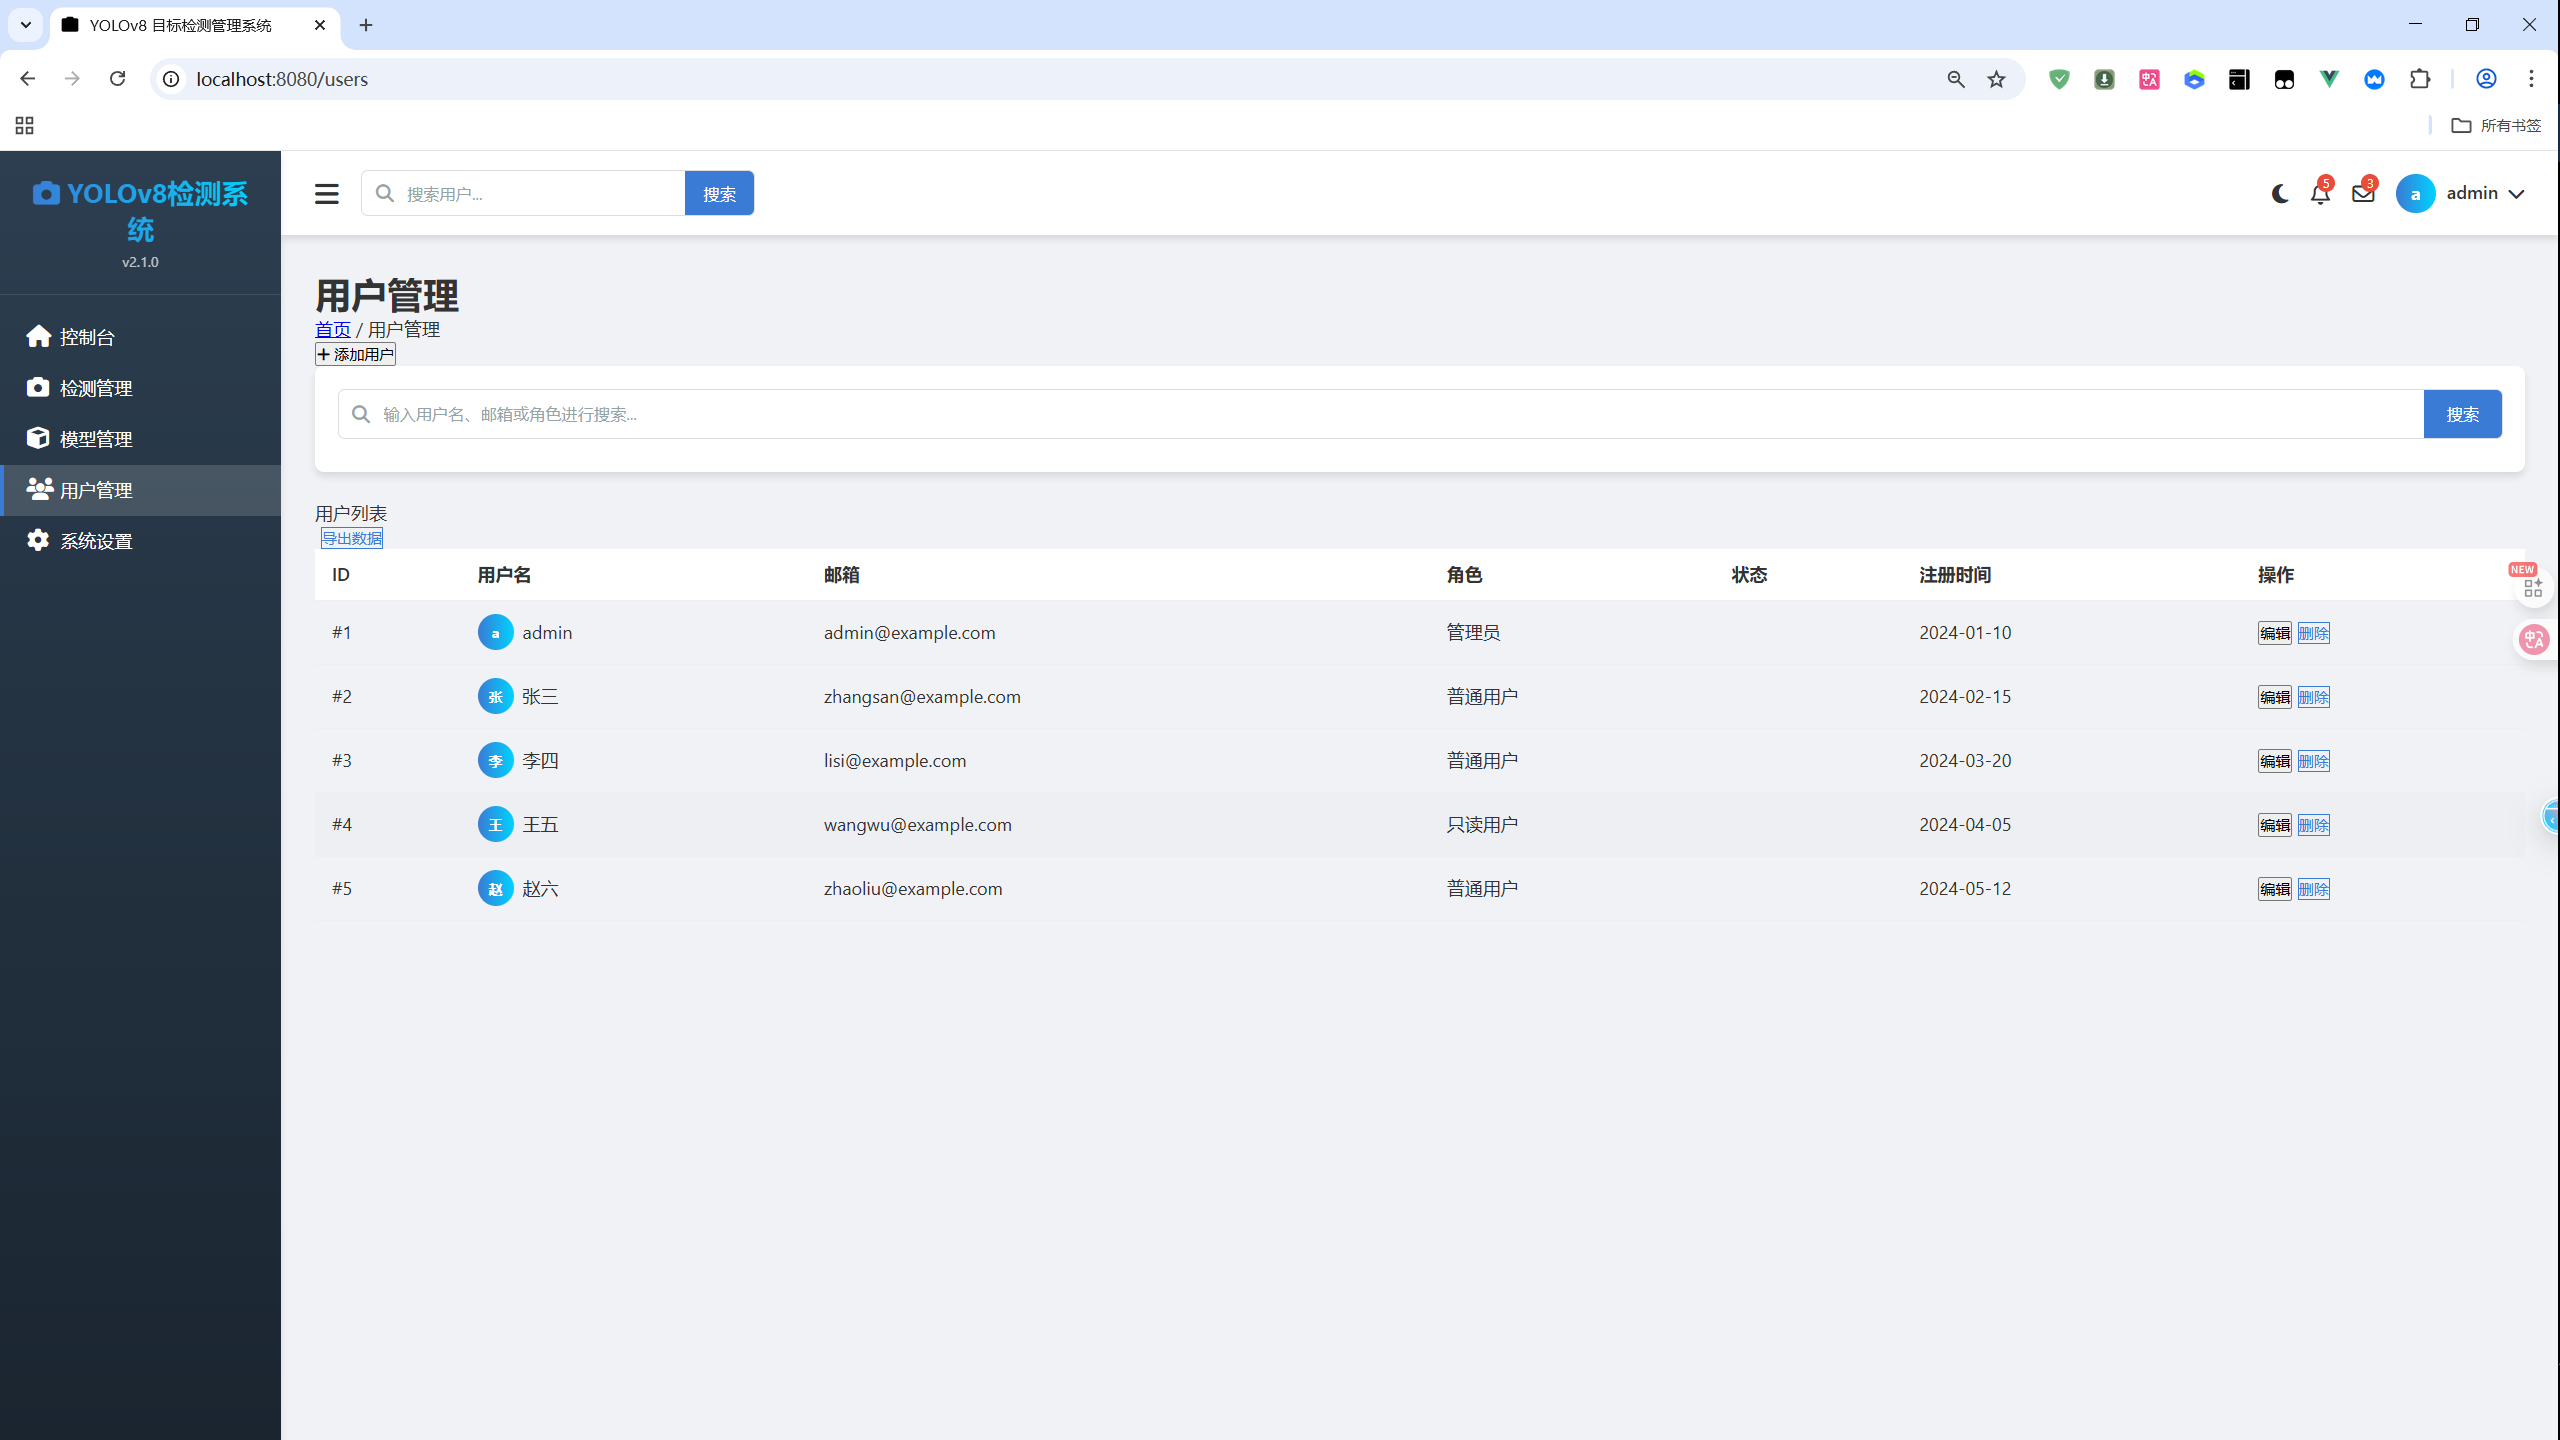 YOLOv8 目标检测管理系统
localhost:8080/users
所有书签
YOLOv8检测系
统
v2.1.0
控制台
检测管理
模型管理
用户管理
系统设置
搜索用户...
搜索
5
3
a
admin
用户管理
首页 / 用户管理
添加用户
输入用户名、邮箱或角色进行搜索...
搜索
用户列表
导出数据
ID 用户名 邮箱 角色 状态 注册时间 操作
NEW
#1 a admin admin@example.com 管理员 2024-01-10 编辑 删除
#2 张 张三 zhangsan@example.com 普通用户 2024-02-15 编辑 删除
#3 李 李四 lisi@example.com 普通用户 2024-03-20 编辑 删除
#4 王 王五 wangwu@example.com 只读用户 2024-04-05 编辑 删除
#5 赵 赵六 zhaoliu@example.com 普通用户 2024-05-12 编辑 删除